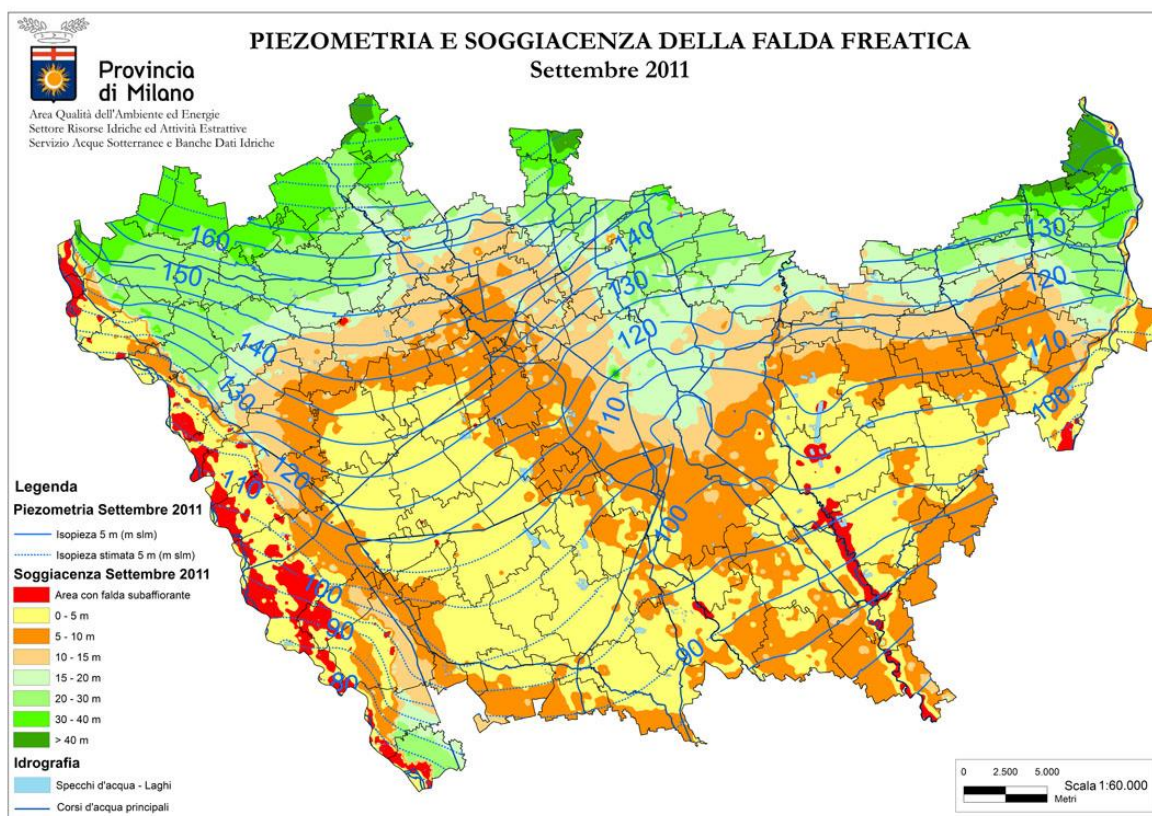 PIEZOMETRIA E SOGGIACENZA DELLA FALDA FREATICA
Settembre 2011
Provincia
di Milano
Area Qualità dell'Ambiente ed Energie
Settore Risorse Idriche ed Attività Estrattive
Servizio Acque Sotterranee e Banche Dati Idriche
160
150
140
130
120
110
100
90
80
140
130
120
110
100
90
130
120
110
100
Legenda
Piezometria Settembre 2011
Isopieza 5 m (m slm)
Isopieza stimata 5 m (m slm)
Soggiacenza Settembre 2011
Area con falda subaffiorante
0 - 5 m
5 - 10 m
10 - 15 m
15 - 20 m
20 - 30 m
30 - 40 m
> 40 m
Idrografia
Specchi d'acqua - Laghi
Corsi d'acqua principali
0 2.500 5.000
Metri
Scala 1:60.000